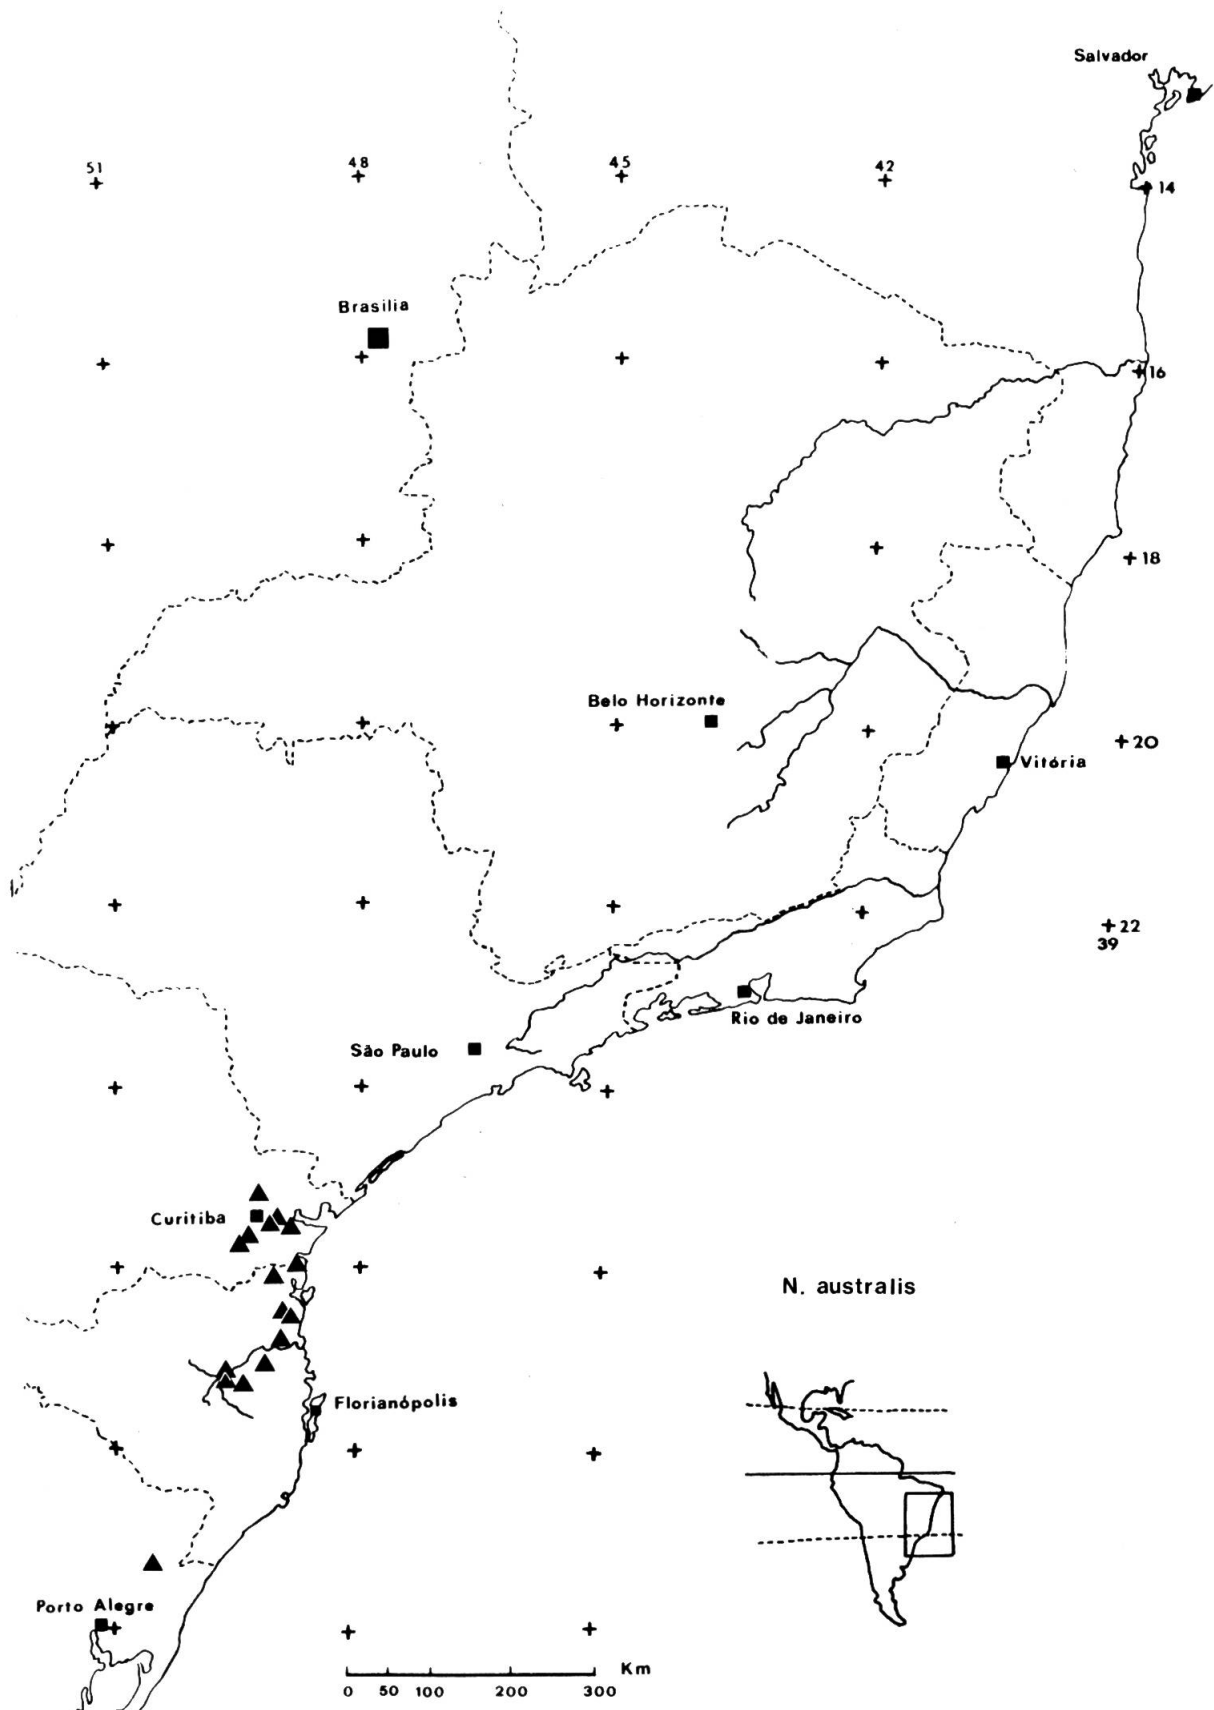 Salvador
51
48
45
42
14
Brasilia
16
18
Belo Horizonte
20
Vitória
22
39
Rio de Janeiro
São Paulo
Curitiba
N. australis
Florianópolis
Porto Alegre
Km
0 50 100 200 300